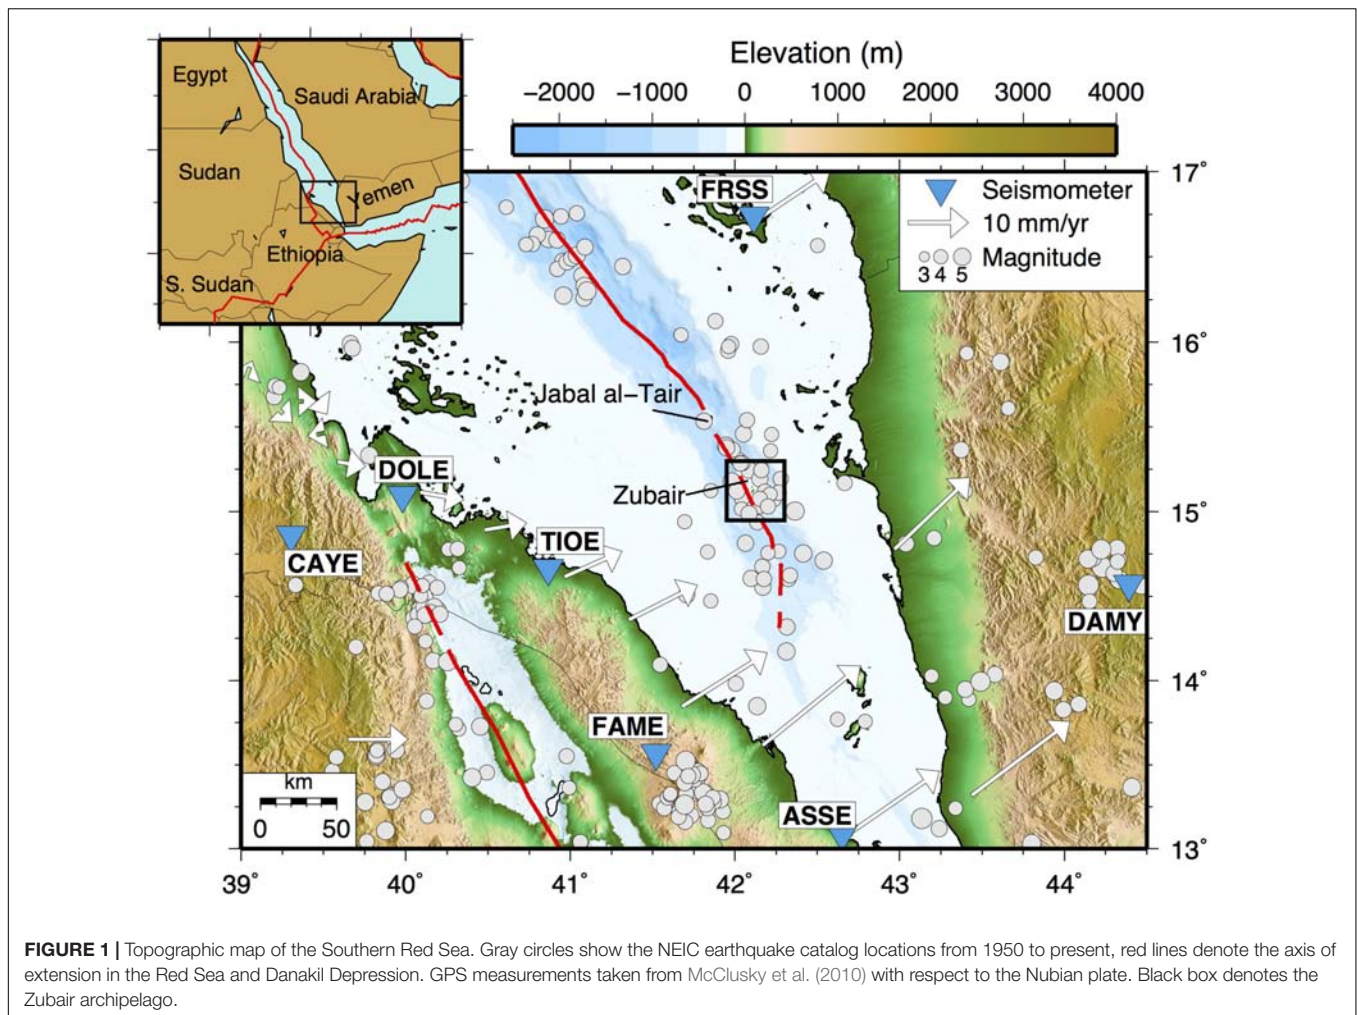 Elevation (m)
−2000 −1000 0 1000 2000 3000 4000
Egypt
Saudi Arabia
Sudan
Yemen
Ethiopia
S. Sudan
FRSS
Seismometer
10 mm/yr
Magnitude
3 4 5
17˚
16˚
15˚
14˚
13˚
Jabal al−Tair
Zubair
DOLE
CAYE
TIOE
DAMY
FAME
ASSE
km
0 50
39˚ 40˚ 41˚ 42˚ 43˚ 44˚
FIGURE 1 | Topographic map of the Southern Red Sea. Gray circles show the NEIC earthquake catalog locations from 1950 to present, red lines denote the axis of
extension in the Red Sea and Danakil Depression. GPS measurements taken from McClusky et al. (2010) with respect to the Nubian plate. Black box denotes the
Zubair archipelago.